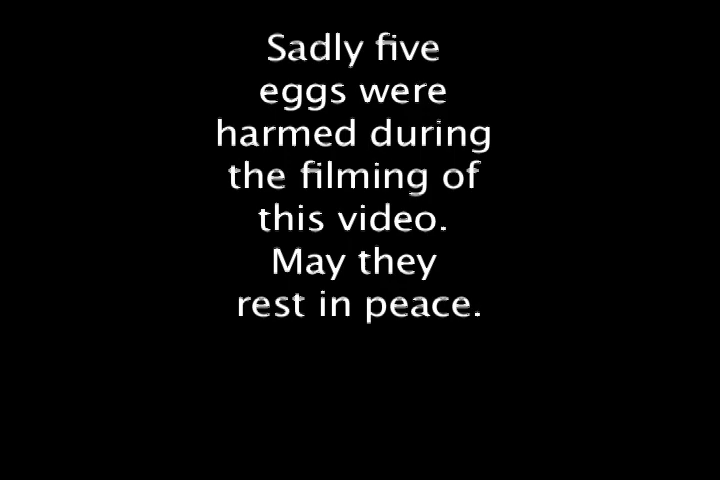 Sadly five
eggs were
harmed during
the filming of
this video.
May they
rest in peace.